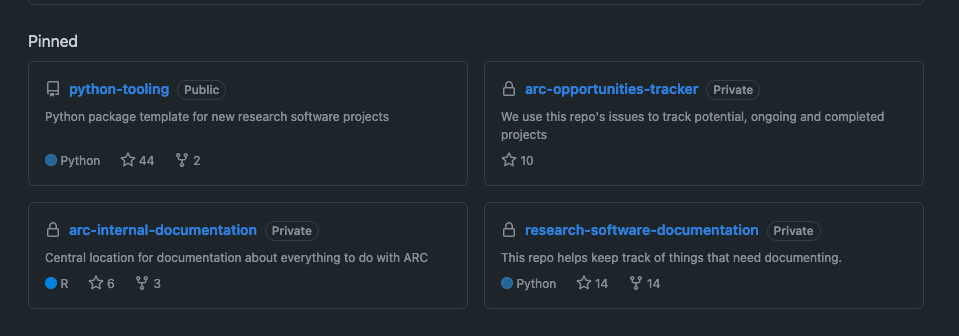 Pinned
python-tooling Public
Python package template for new research software projects
Python 44 2
arc-opportunities-tracker Private
We use this repo's issues to track potential, ongoing and completed
projects
10
arc-internal-documentation Private
Central location for documentation about everything to do with ARC
R 6 3
research-software-documentation Private
This repo helps keep track of things that need documenting.
Python 14 14